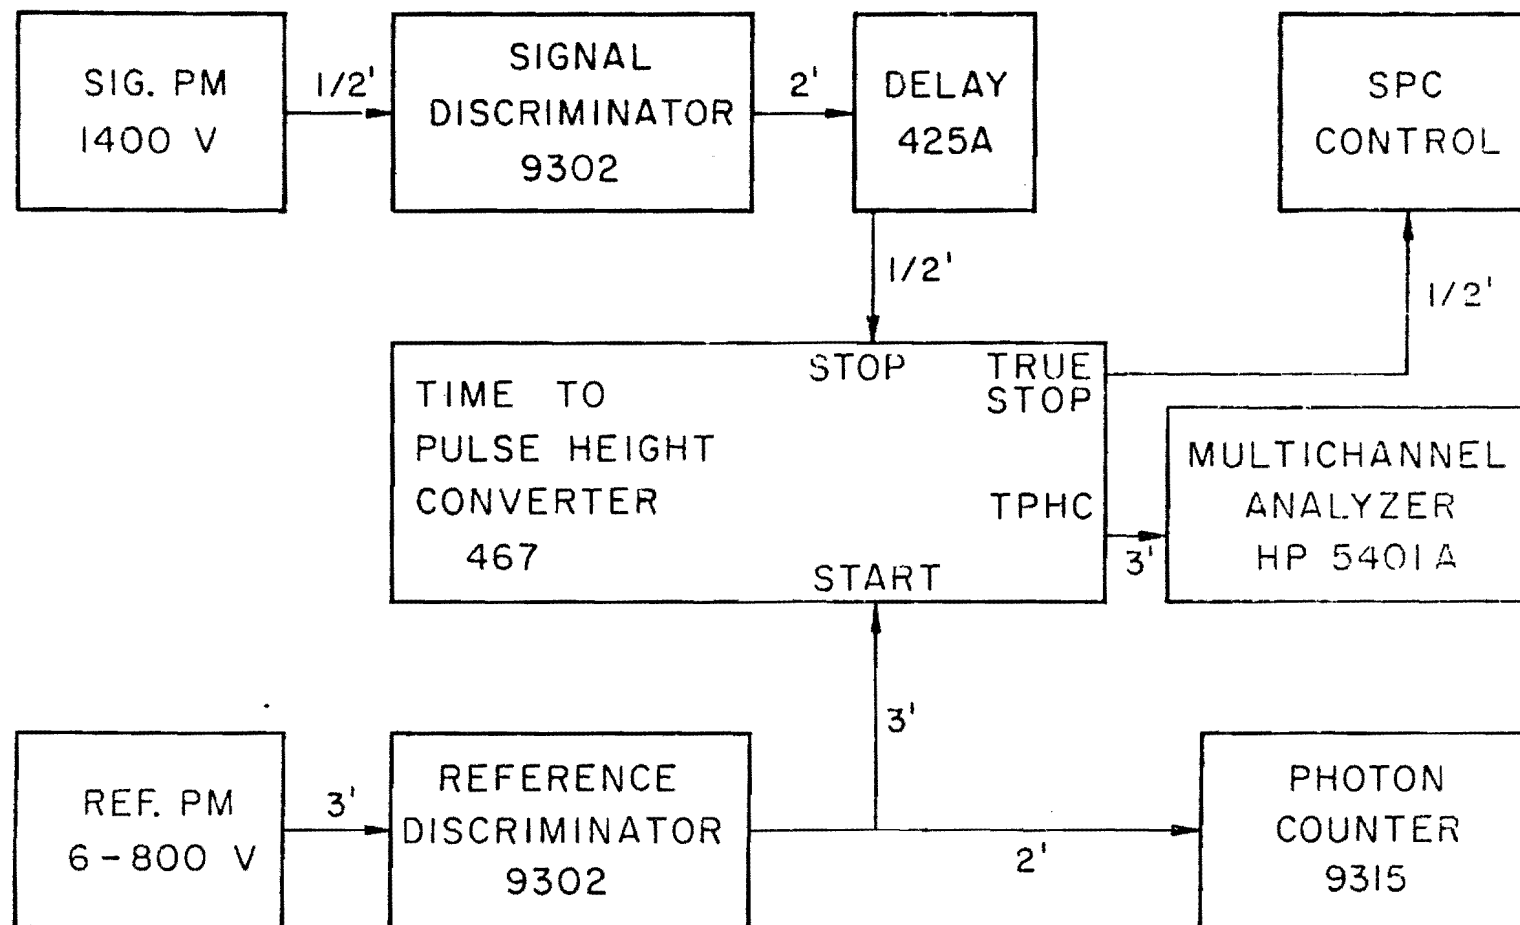 SIG. PM
1400 V
1/2'
SIGNAL
DISCRIMINATOR
9302
2'
DELAY
425A
SPC
CONTROL
1/2'
1/2'
STOP
TRUE
STOP
TIME TO
PULSE HEIGHT
CONVERTER
467
TPHC
START
3'
MULTICHANNEL
ANALYZER
HP 5401A
3'
REF. PM
6-800 V
3'
REFERENCE
DISCRIMINATOR
9302
2'
PHOTON
COUNTER
9315